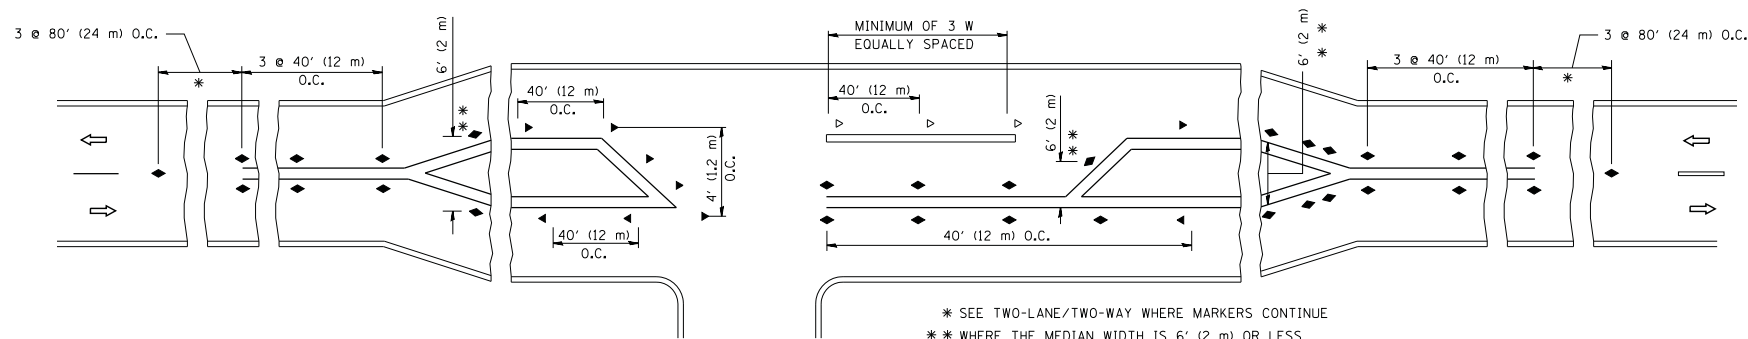 3 @ 80' (24 m) O.C.
3 @ 40' (12 m)
O.C.
*
6' (2 m)
* *
40' (12 m)
O.C.
4' (1.2 m)
O.C.
40' (12 m)
O.C.
MINIMUM OF 3 W
EQUALLY SPACED
40' (12 m)
O.C.
6' (2 m)
* *
40' (12 m) O.C.
6' (2 m) * *
3 @ 40' (12 m)
O.C.
3 @ 80' (24 m) O.C.
*
* SEE TWO-LANE/TWO-WAY WHERE MARKERS CONTINUE
* * WHERE THE MEDIAN WIDTH IS 6' (2 m) OR LESS